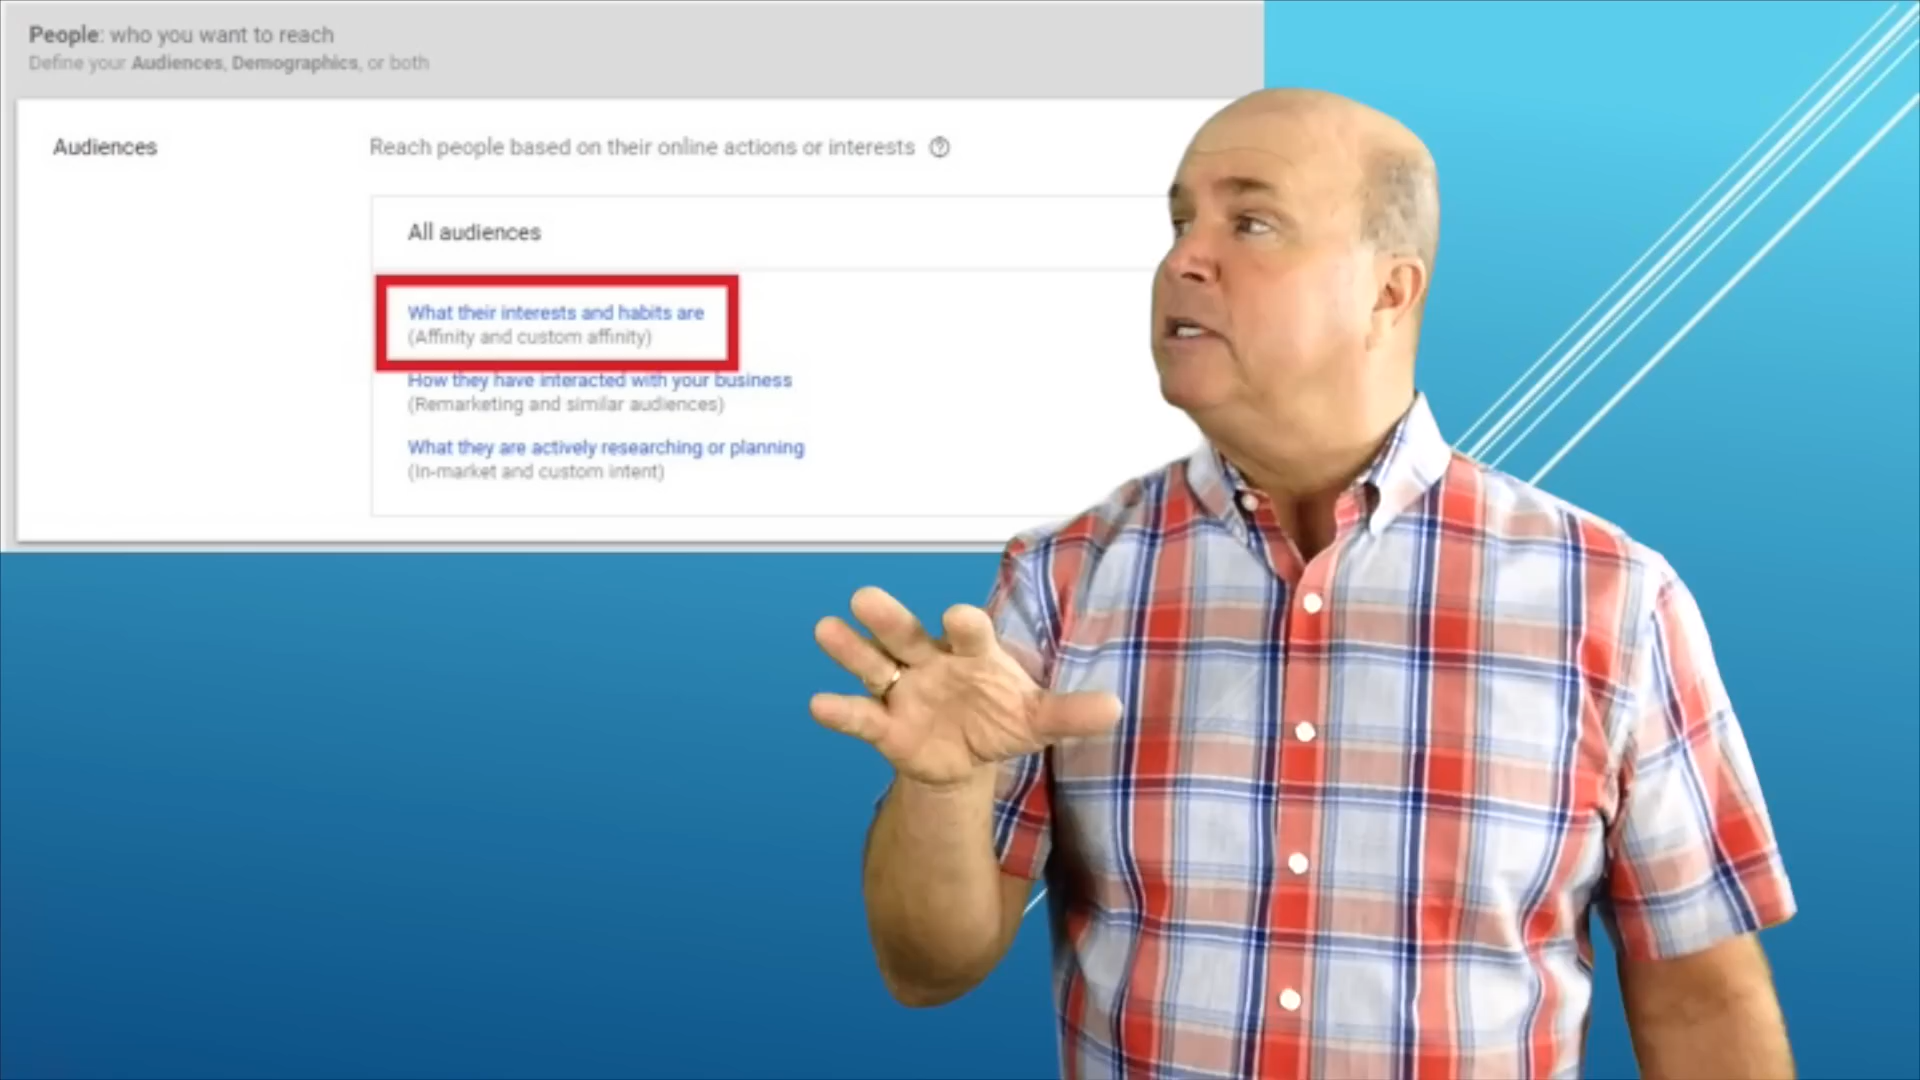 People: who you want to reach
Define your Audiences, Demographics, or both
Audiences
Reach people based on their online actions or interests
All audiences
What their interests and habits are
(Affinity and custom affinity)
How they have interacted with your business
(Remarketing and similar audiences)
What they are actively researching or planning
(In-market and custom intent)